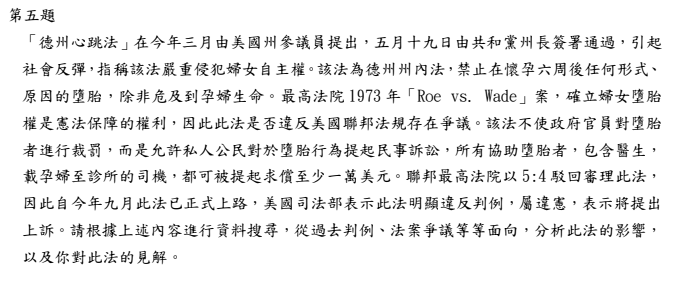 第五題
「德州心跳法」在今年三月由美國州參議員提出，五月十九日由共和黨州長簽署通過，引起
社會反彈，指稱該法嚴重侵犯婦女自主權。該法為德州州內法，禁止在懷孕六周後任何形式、
原因的墮胎，除非危及到孕婦生命。最高法院 1973 年「Roe vs. Wade」案，確立婦女墮胎
權是憲法保障的權利，因此此法是否違反美國聯邦法規存在爭議。該法不使政府官員對墮胎
者進行裁罰，而是允許私人公民對於墮胎行為提起民事訴訟，所有協助墮胎者，包含醫生，
載孕婦至診所的司機，都可被提起求償至少一萬美元。聯邦最高法院以 5:4 駁回審理此法，
因此自今年九月此法已正式上路，美國司法部表示此法明顯違反判例，屬違憲，表示將提出
上訴。請根據上述內容進行資料搜尋，從過去判例、法案爭議等等面向，分析此法的影響，
以及你對此法的見解。